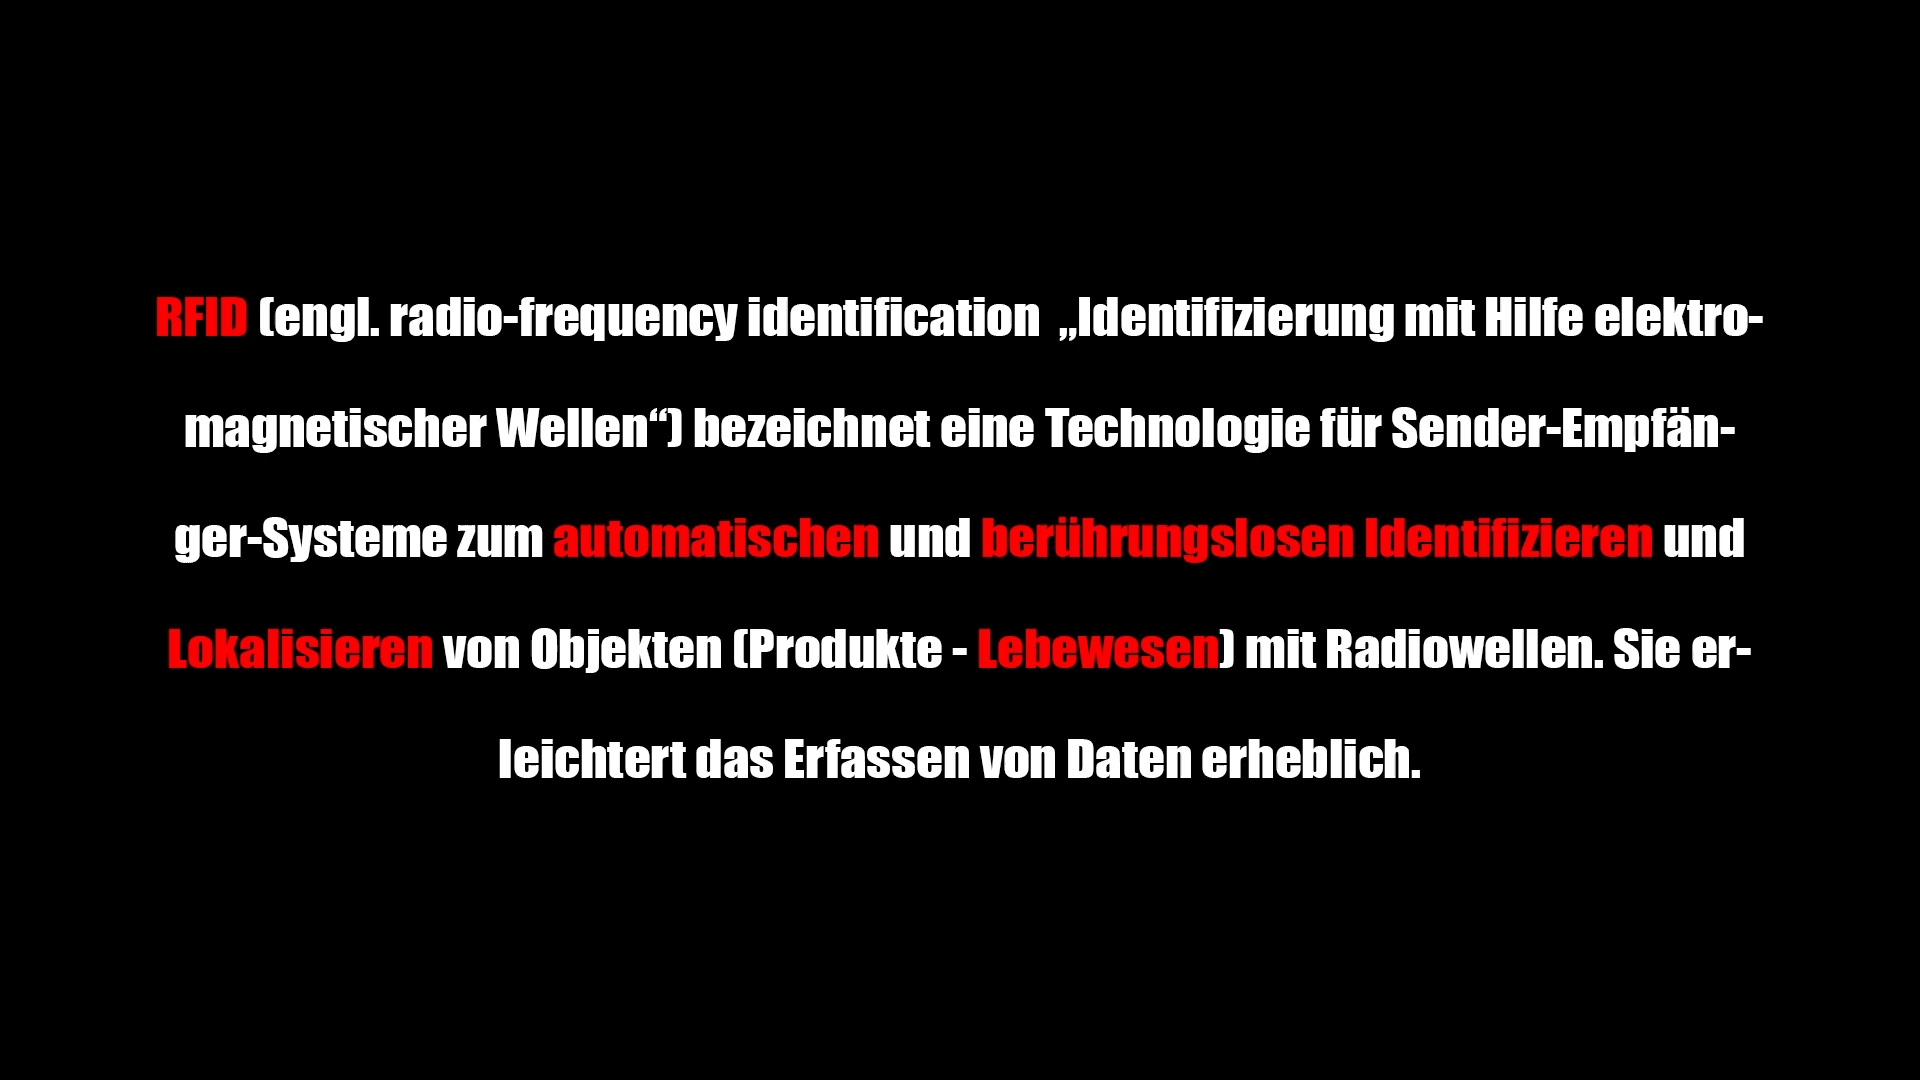 RFID (engl. radio-frequency identification „Identifizierung mit Hilfe elektro-
magnetischer Wellen“) bezeichnet eine Technologie für Sender-Empfän-
ger-Systeme zum automatischen und berührungslosen Identifizieren und
Lokalisieren von Objekten (Produkte - Lebewesen) mit Radiowellen. Sie er-
leichtert das Erfassen von Daten erheblich.